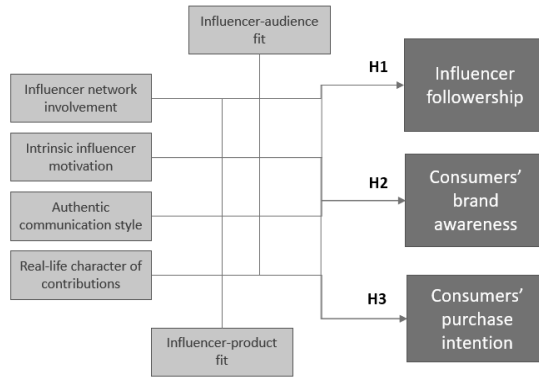 Influencer-audience
fit
H1
Influencer
followership
Influencer network
involvement
Intrinsic influencer
motivation
H2
Consumers'
brand
awareness
Authentic
communication style
Real-life character of
contributions
H3
Consumers'
purchase
intention
Influencer-product
fit